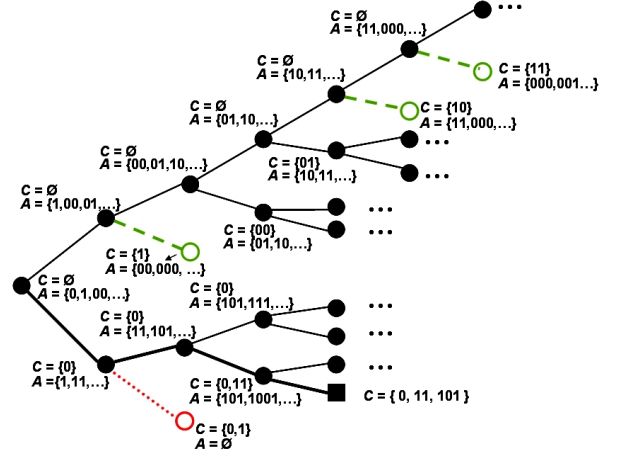 ...
C = Ø
A = {11,000,...}
C = {11}
A = {000,001...}
C = Ø
A = {10,11,...}
C = {10}
A = {11,000,...}
C = Ø
A = {01,10,...}
...
C = {01}
A = {10,11,...}
...
C = Ø
A = {00,01,10,...}
...
C = {00}
A = {01,10,...}
...
C = Ø
A = {1,00,01,...}
C = {1}
A = {00,000, ...}
C = Ø
A = {0,1,00,...}
C = {0}
A = {101,111,...}
...
C = {0}
A = {11,101,...}
...
C = {0}
A ={1,11,...}
...
C = {0,11}
A = {101,1001,...}
C = { 0, 11, 101 }
C = {0,1}
A = Ø